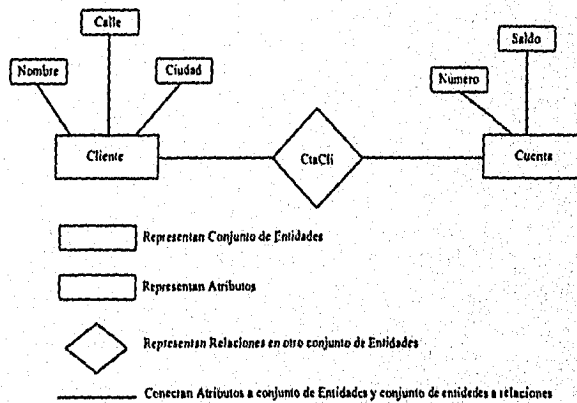 Calle
Nombre
Ciudad
Saldo
Número
Cliente
CtaCli
Cuenta
Representan Conjunto de Entidades
Representan Atributos
Representan Relaciones en otro conjunto de Entidades
Conectan Atributos a conjunto de Entidades y conjunto de entidedes a relaciones